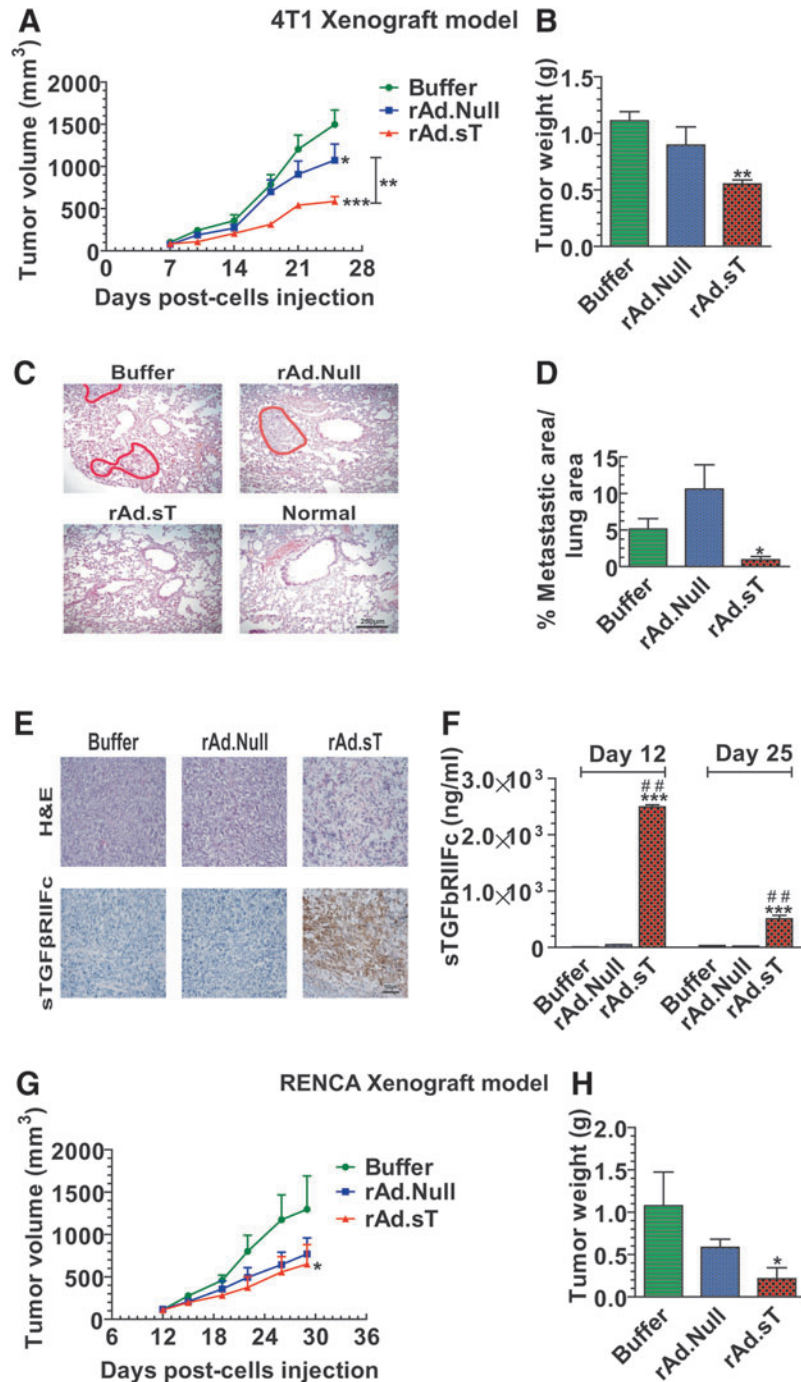 A
4T1 Xenograft model
B
Tumor volume (mm³)
2000
1500
1000
500
0
0 7 14 21 28
Days post-cells injection
Buffer
rAd.Null
rAd.sT
*
***
**
Tumor weight (g)
1.5
1.0
0.5
0.0
**
Buffer
rAd.Null
rAd.sT
C
Buffer
rAd.Null
rAd.sT
Normal
D
% Metastastic area/
lung area
15
10
5
0
*
Buffer
rAd.Null
rAd.sT
E
Buffer
rAd.Null
rAd.sT
H&E
sTGFβRIIFc
F
Day 12
Day 25
sTGFbRIIFc (ng/ml)
3.0×10³
2.0×10³
1.0×10³
0
##
***
##
***
Buffer
rAd.Null
rAd.sT
Buffer
rAd.Null
rAd.sT
G
RENCA Xenograft model
H
Tumor volume (mm³)
2000
1500
1000
500
0
6 12 18 24 30 36
Days post-cells injection
Buffer
rAd.Null
rAd.sT
*
Tumor weight (g)
2.0
1.5
1.0
0.5
0.0
*
Buffer
rAd.Null
rAd.sT